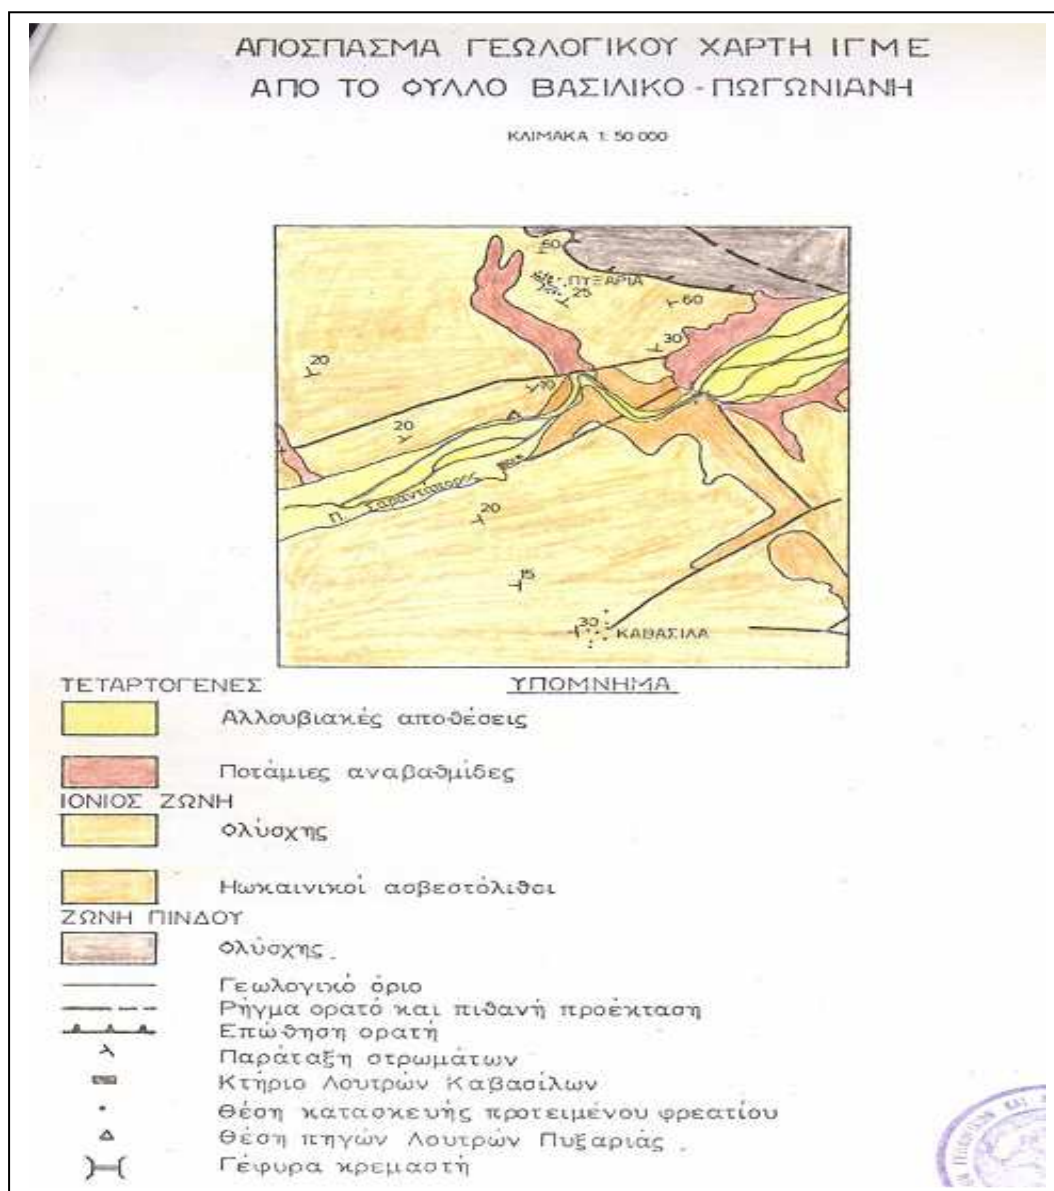 ΑΠΟΣΠΑΣΜΑ ΓΕΩΛΟΓΙΚΟΥ ΧΑΡΤΗ ΙΓΜΕ
ΑΠΟ ΤΟ ΦΥΛΛΟ ΒΑΣΙΛΙΚΟ - ΠΩΓΩΝΙΑΝΗ
ΚΛΙΜΑΚΑ 1: 50 000
60
ΠΥΞΑΡΙΑ
25
60
30
20
70
20
Π. Σαραντάπορος
20
15
30
ΚΑΒΑΣΙΛΑ
ΥΠΟΜΝΗΜΑ
ΤΕΤΑΡΤΟΓΕΝΕΣ
Αλλουβιακές αποθέσεις
Ποτάμιες αναβαθμίδες
ΙΟΝΙΟΣ ΖΩΝΗ
Φλύσχης
Ηωκαινικοί ασβεστόλιθοι
ΖΩΝΗ ΠΙΝΔΟΥ
Φλύσχης.
Γεωλογικό όριο
Ρήγμα ορατό και πιθανή προέκταση
Επώθηση ορατή
Παράταξη στρωμάτων
Κτήριο Λουτρών Καβασίλων
Θέση κατασκευής προτειμένου φρεατίου
Θέση πηγών Λουτρών Πυξαριάς.
Γέφυρα κρεμαστή